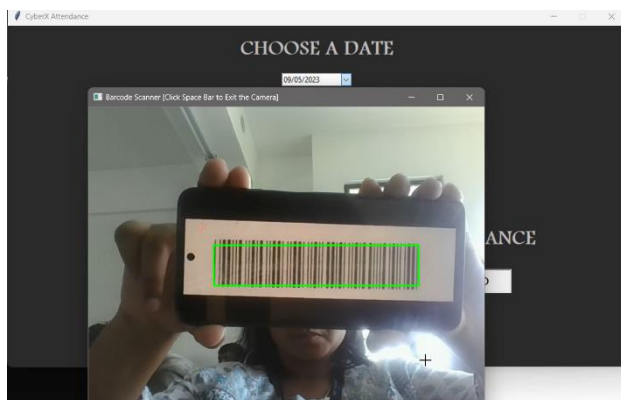 CyberX Attendance
CHOOSE A DATE
09/05/2023
Barcode Scanner [Click Space Bar to Exit the Camera]
ANCE